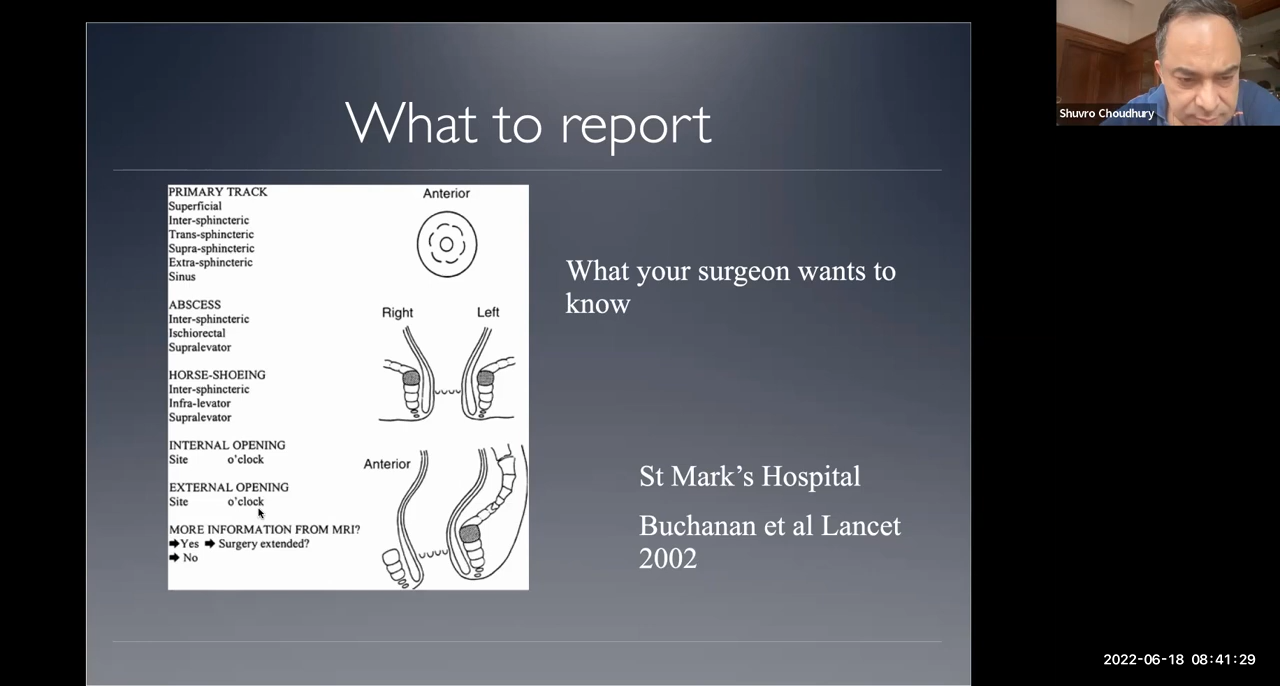 What to report
PRIMARY TRACK
Superficial
Inter-sphincteric
Trans-sphincteric
Supra-sphincteric
Extra-sphincteric
Sinus
ABSCESS
Inter-sphincteric
Ischiorectal
Supralevator
HORSE-SHOEING
Inter-sphincteric
Infra-levator
Supralevator
INTERNAL OPENING
Site o'clock
EXTERNAL OPENING
Site o'clock
MORE INFORMATION FROM MRI?
➡Yes ➡ Surgery extended?
➡ No
Anterior
Right Left
Anterior
What your surgeon wants to
know
St Mark's Hospital
Buchanan et al Lancet
2002
Shuvro Choudhury
2022-06-18 08:41:29